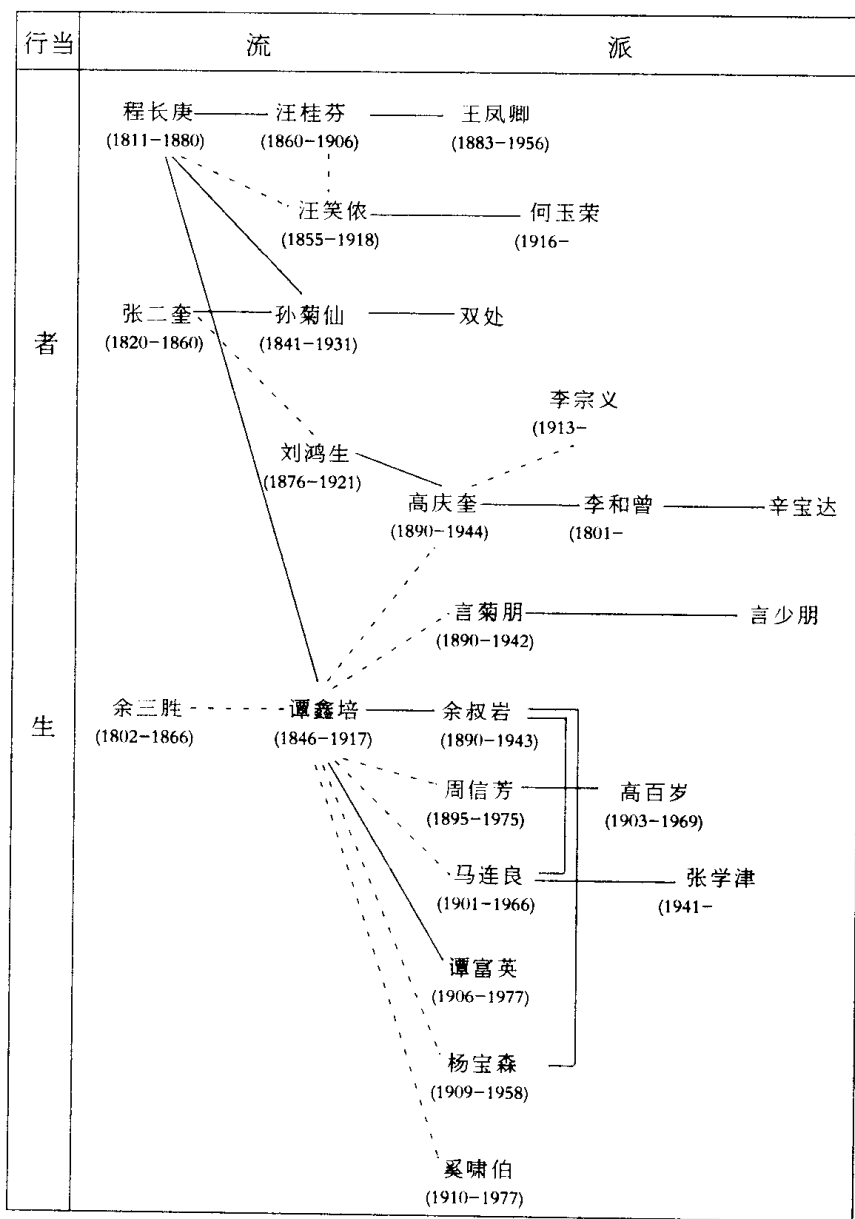 行当 流 派
程长庚 汪桂芬 王凤卿
(1811-1880) (1860-1906) (1883-1956)
汪笑侬 何玉荣
(1855-1918) (1916-
张二奎 孙菊仙 双处
(1820-1860) (1841-1931)
者
李宗义
(1913-
刘鸿生
(1876-1921)
高庆奎 李和曾 辛宝达
(1890-1944) (1801-
言菊朋 言少朋
(1890-1942)
余三胜 谭鑫培 余叔岩
(1802-1866) (1846-1917) (1890-1943)
生
周信芳 高百岁
(1895-1975) (1903-1969)
马连良 张学津
(1901-1966) (1941-
谭富英
(1906-1977)
杨宝森
(1909-1958)
奚啸伯
(1910-1977)